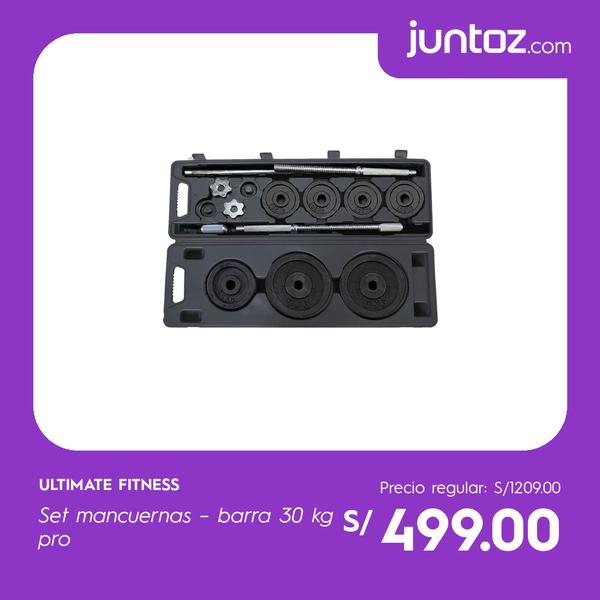 juntoz.com
ULTIMATE FITNESS
Set mancuernas - barra 30 kg
pro
Precio regular: S/1209.00
S/ 499.00